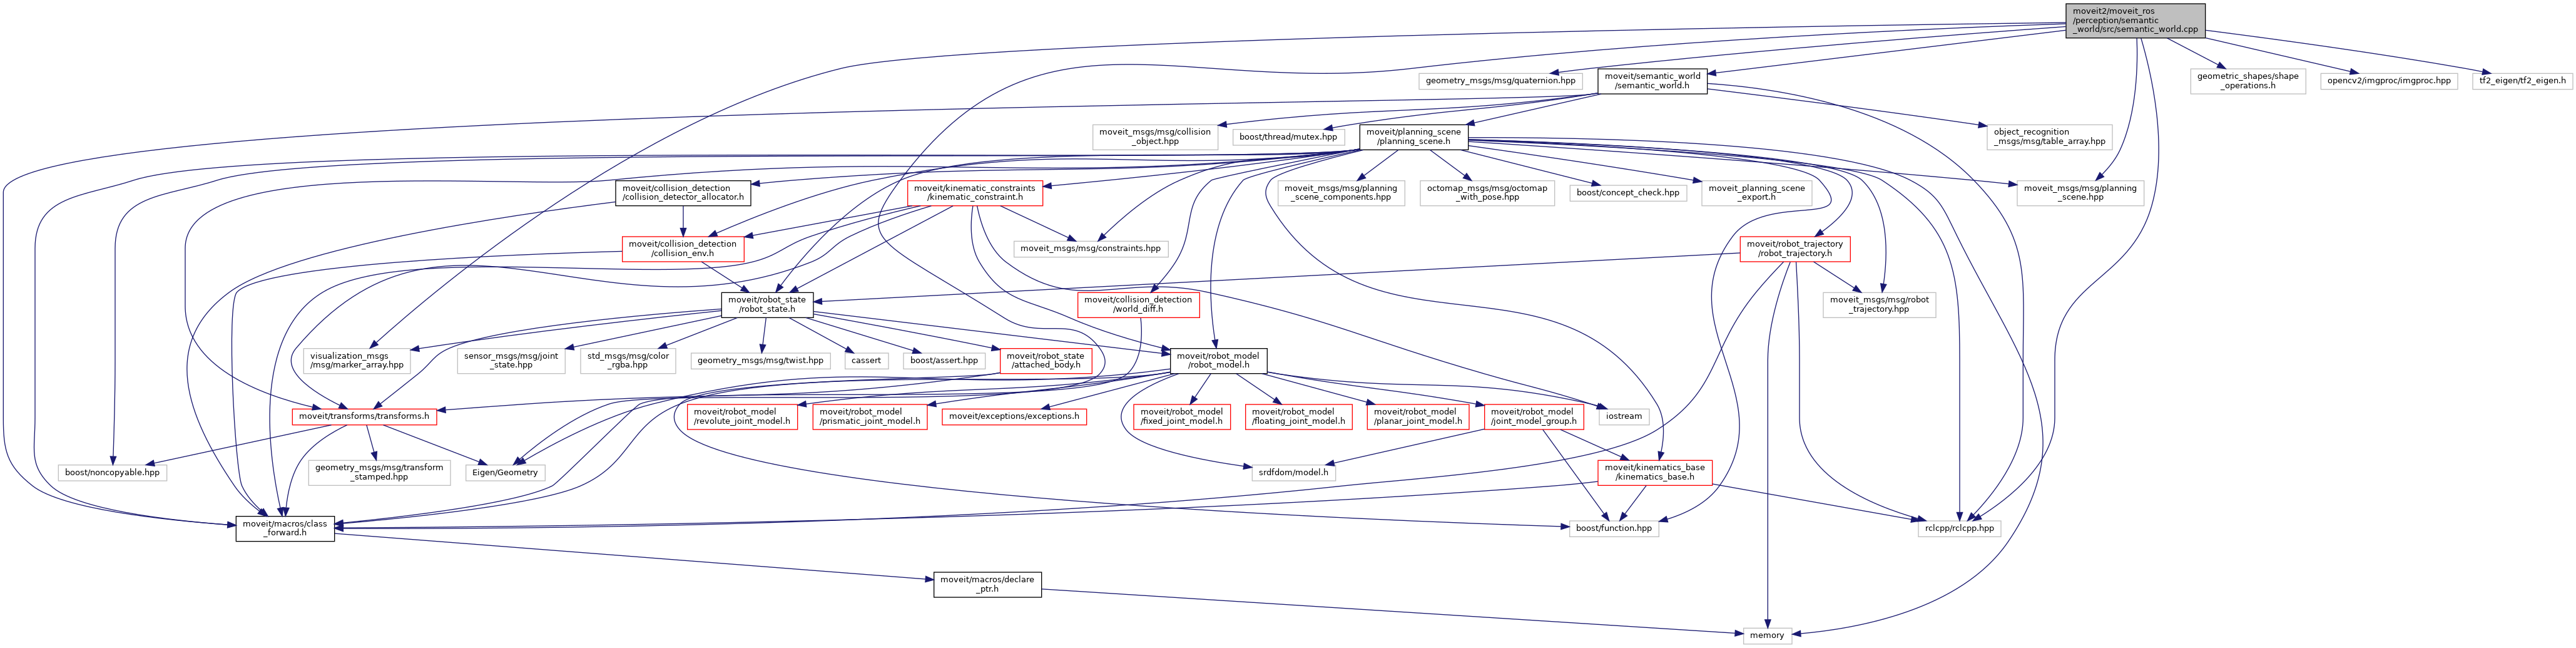 moveit2/moveit_ros
/perception/semantic
_world/src/semantic_world.cpp
geometry_msgs/msg/quaternion.hpp
moveit/semantic_world
/semantic_world.h
geometric_shapes/shape
_operations.h
opencv2/imgproc/imgproc.hpp
tf2_eigen/tf2_eigen.h
moveit_msgs/msg/collision
_object.hpp
boost/thread/mutex.hpp
moveit/planning_scene
/planning_scene.h
object_recognition
_msgs/msg/table_array.hpp
moveit/collision_detection
/collision_detector_allocator.h
moveit/kinematic_constraints
/kinematic_constraint.h
moveit_msgs/msg/planning
_scene_components.hpp
octomap_msgs/msg/octomap
_with_pose.hpp
boost/concept_check.hpp
moveit_planning_scene
_export.h
moveit_msgs/msg/planning
_scene.hpp
moveit/collision_detection
/collision_env.h
moveit_msgs/msg/constraints.hpp
moveit/robot_trajectory
/robot_trajectory.h
moveit/robot_state
/robot_state.h
moveit/collision_detection
/world_diff.h
moveit_msgs/msg/robot
_trajectory.hpp
visualization_msgs
/msg/marker_array.hpp
sensor_msgs/msg/joint
_state.hpp
std_msgs/msg/color
_rgba.hpp
geometry_msgs/msg/twist.hpp
cassert
boost/assert.hpp
moveit/robot_state
/attached_body.h
moveit/robot_model
/robot_model.h
moveit/transforms/transforms.h
moveit/robot_model
/revolute_joint_model.h
moveit/robot_model
/prismatic_joint_model.h
moveit/exceptions/exceptions.h
moveit/robot_model
/fixed_joint_model.h
moveit/robot_model
/floating_joint_model.h
moveit/robot_model
/planar_joint_model.h
moveit/robot_model
/joint_model_group.h
iostream
boost/noncopyable.hpp
geometry_msgs/msg/transform
_stamped.hpp
Eigen/Geometry
srdfdom/model.h
moveit/kinematics_base
/kinematics_base.h
moveit/macros/class
_forward.h
boost/function.hpp
rclcpp/rclcpp.hpp
moveit/macros/declare
_ptr.h
memory